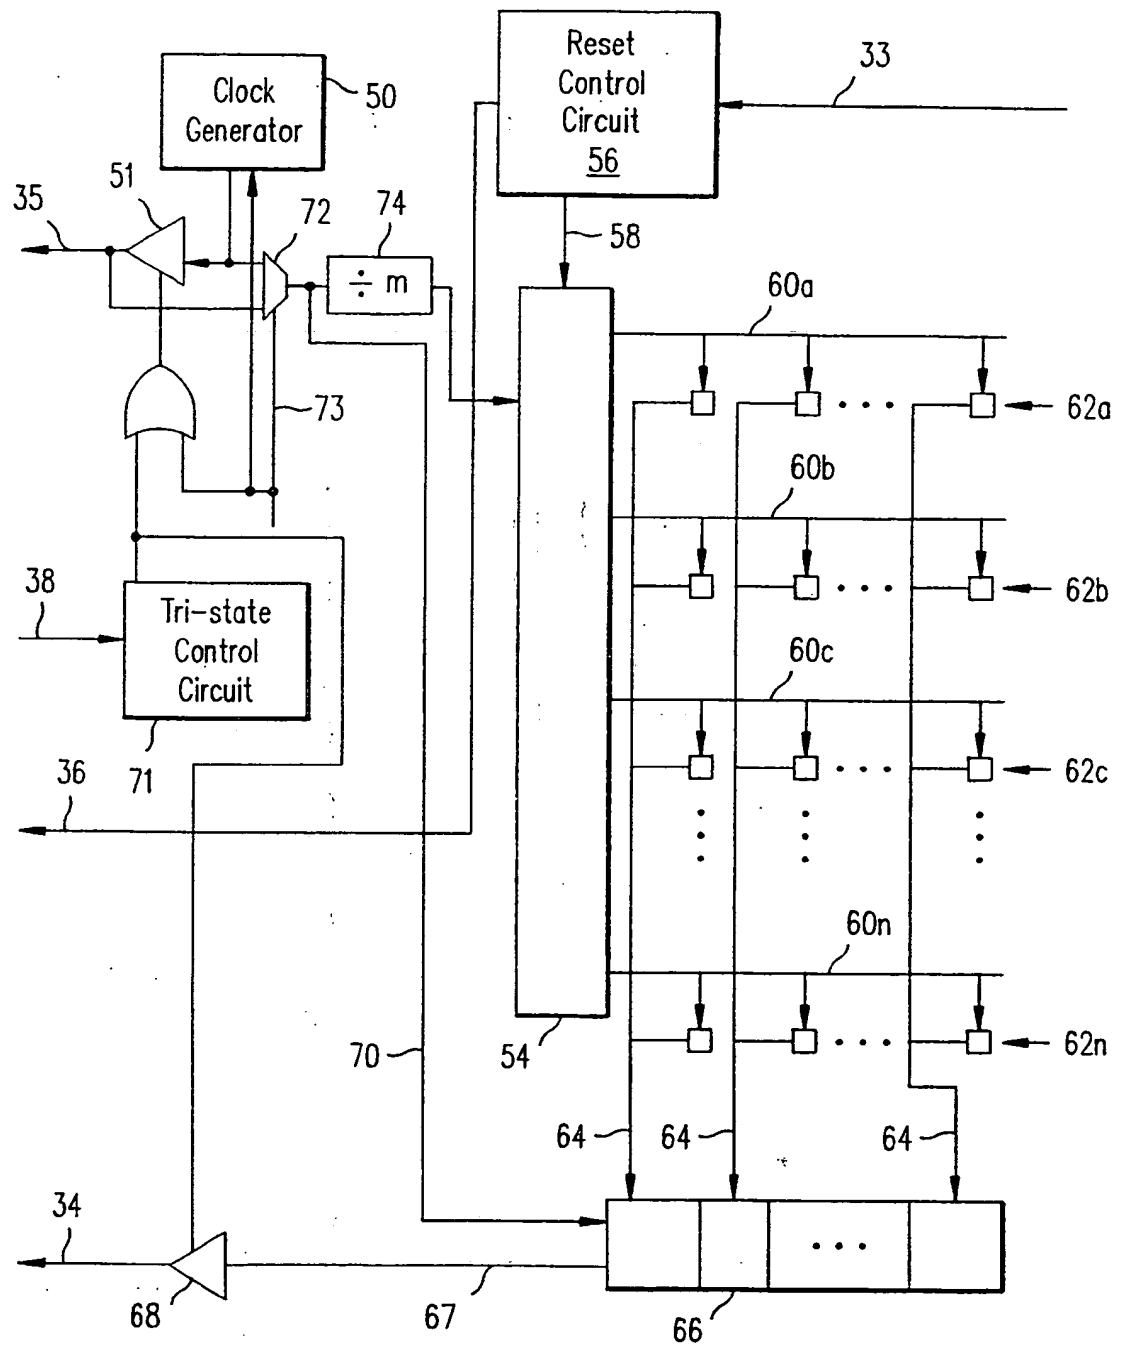 Reset
Control
Circuit
56
33
Clock
Generator
50
51
35
72
74
÷ m
58
60a
73
62a
60b
62b
38
Tri-state
Control
Circuit
71
60c
62c
36
60n
62n
70
54
64
64
64
34
68
67
66